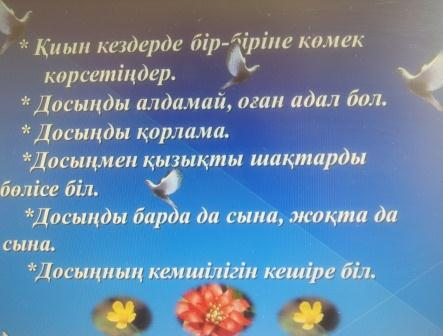 * Қиын кездерде бір-біріңе көмек
көрсетіңдер.
* Досыңды алдамай, оған адал бол.
* Досыңды қорлама.
*Досыңмен қызықты шақтарды
бөлісе біл.
*Досыңды барда да сына, жоқта да
сына.
*Досыңның кемшілігін кешіре біл.